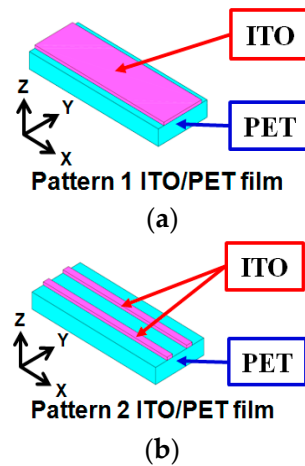 ITO
Z
Y
X
PET
Pattern 1 ITO/PET film
(a)
ITO
Z
Y
X
PET
Pattern 2 ITO/PET film
(b)